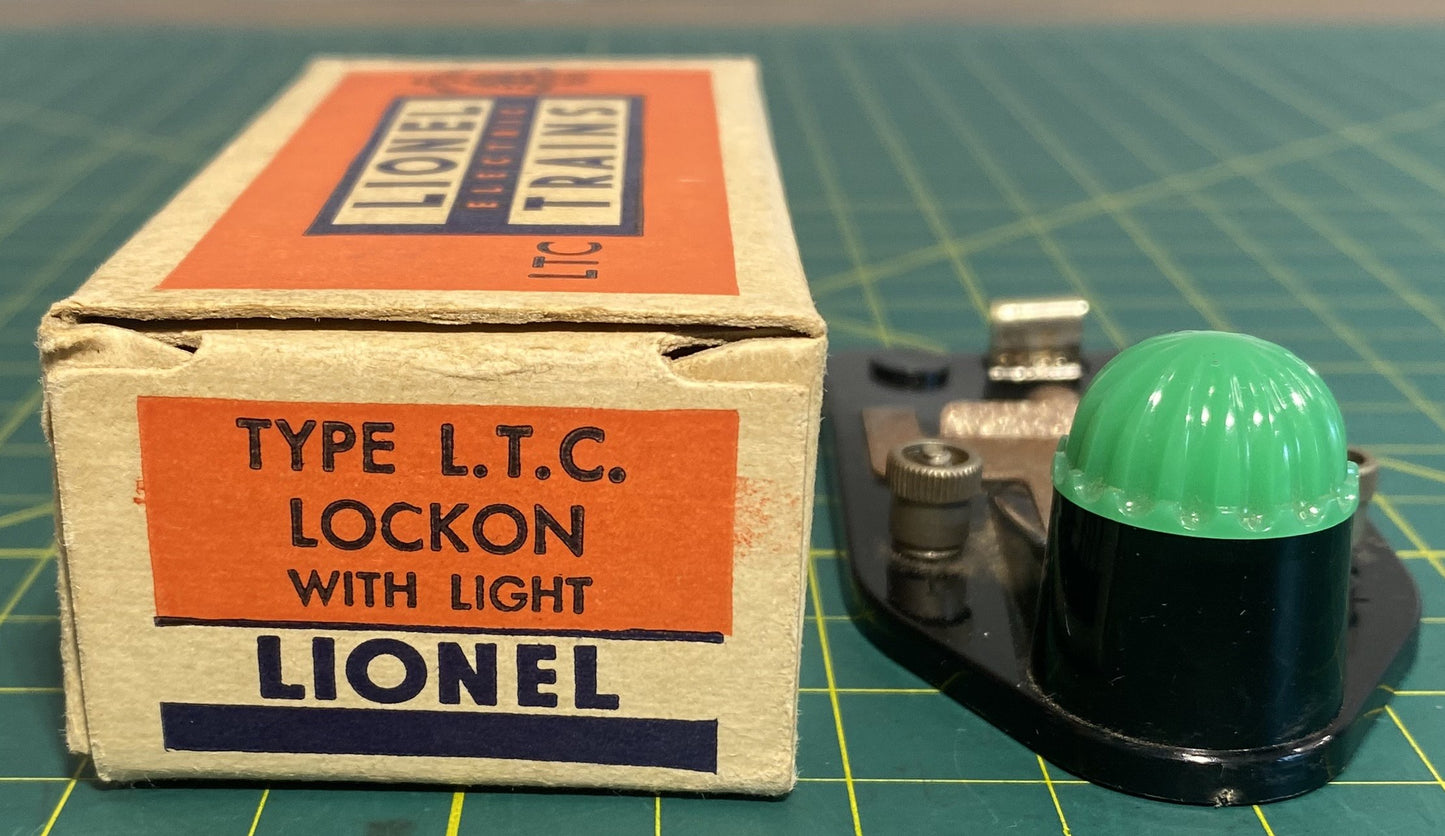 LIONEL
ELECTRIC
TRAINS
LTC
TYPE L.T.C.
LOCKON
WITH LIGHT
LIONEL